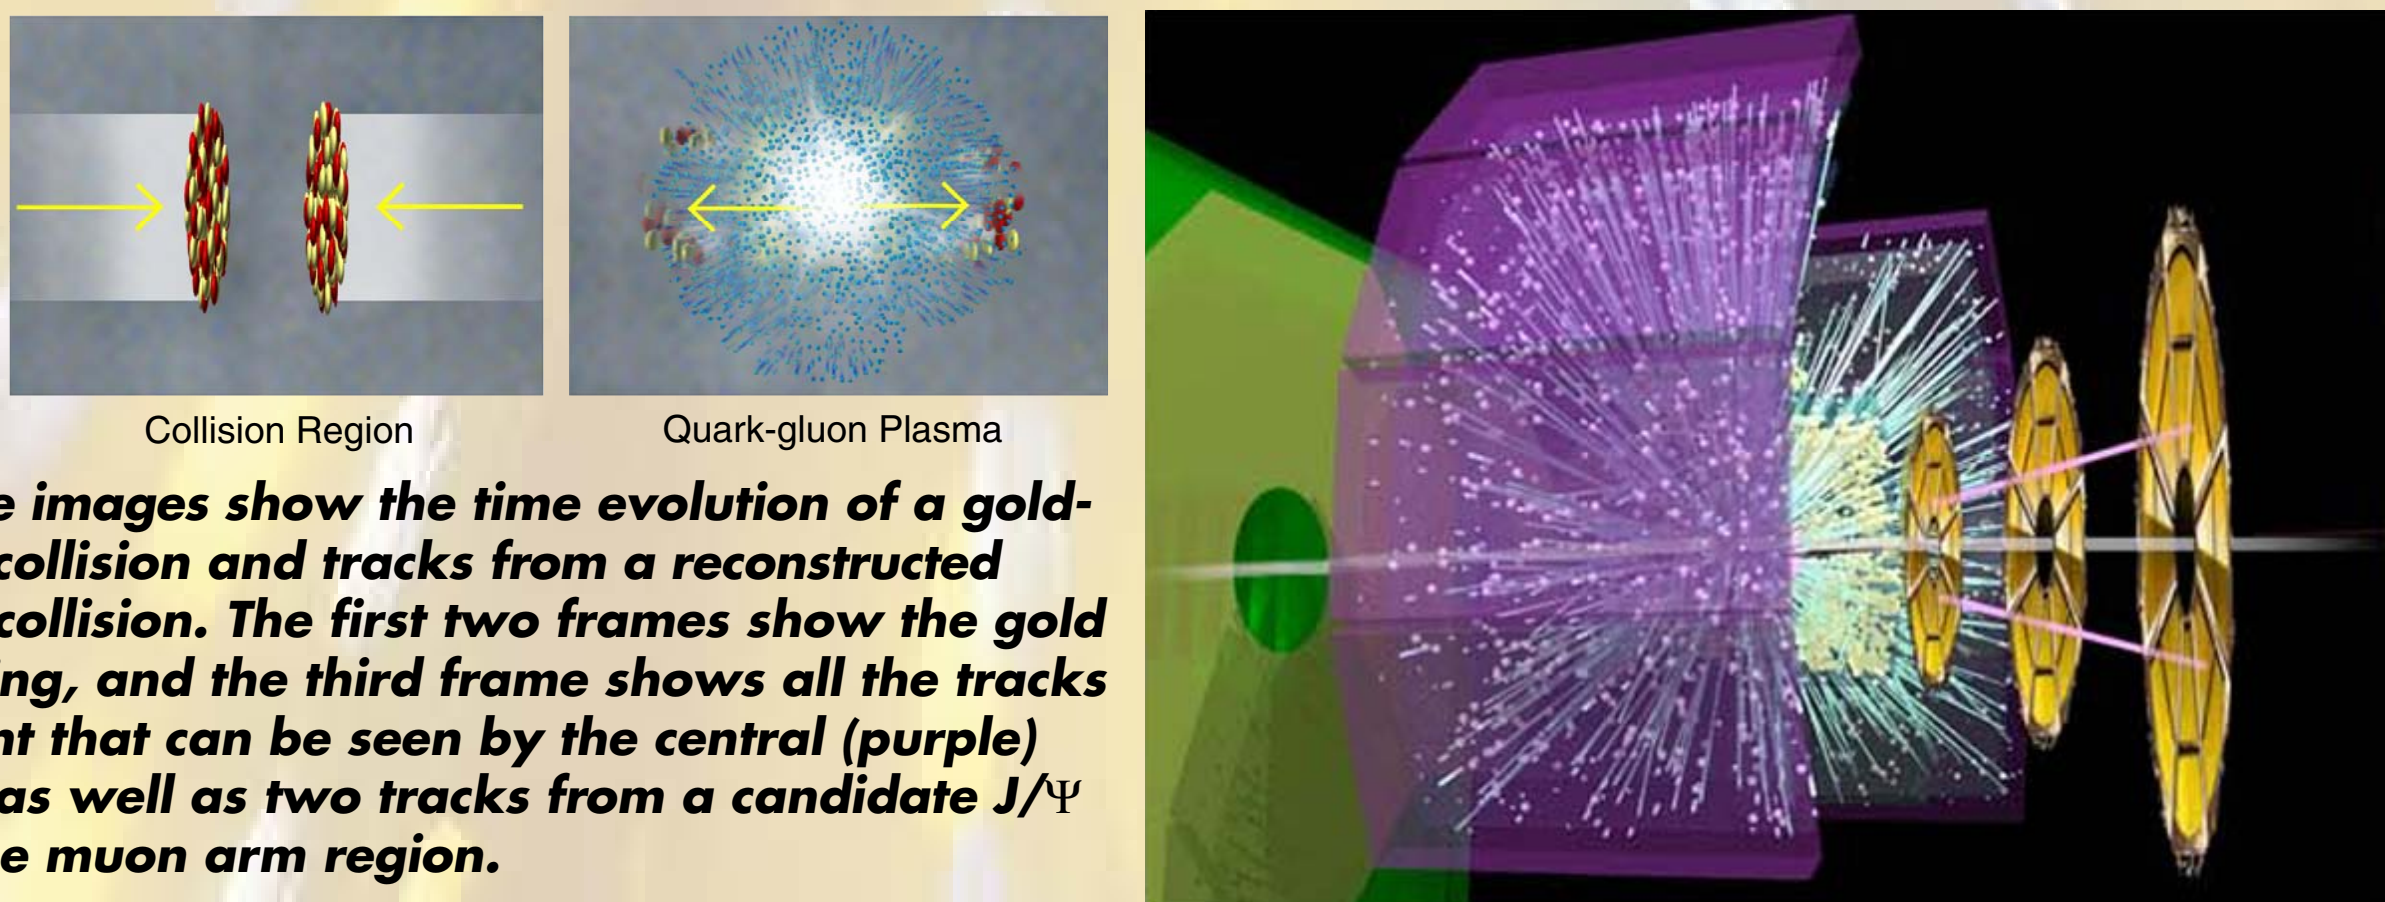 Collision Region
Quark-gluon Plasma
e images show the time evolution of a gold-
collision and tracks from a reconstructed
collision. The first two frames show the gold
ng, and the third frame shows all the tracks
nt that can be seen by the central (purple)
as well as two tracks from a candidate J/Ψ
e muon arm region.